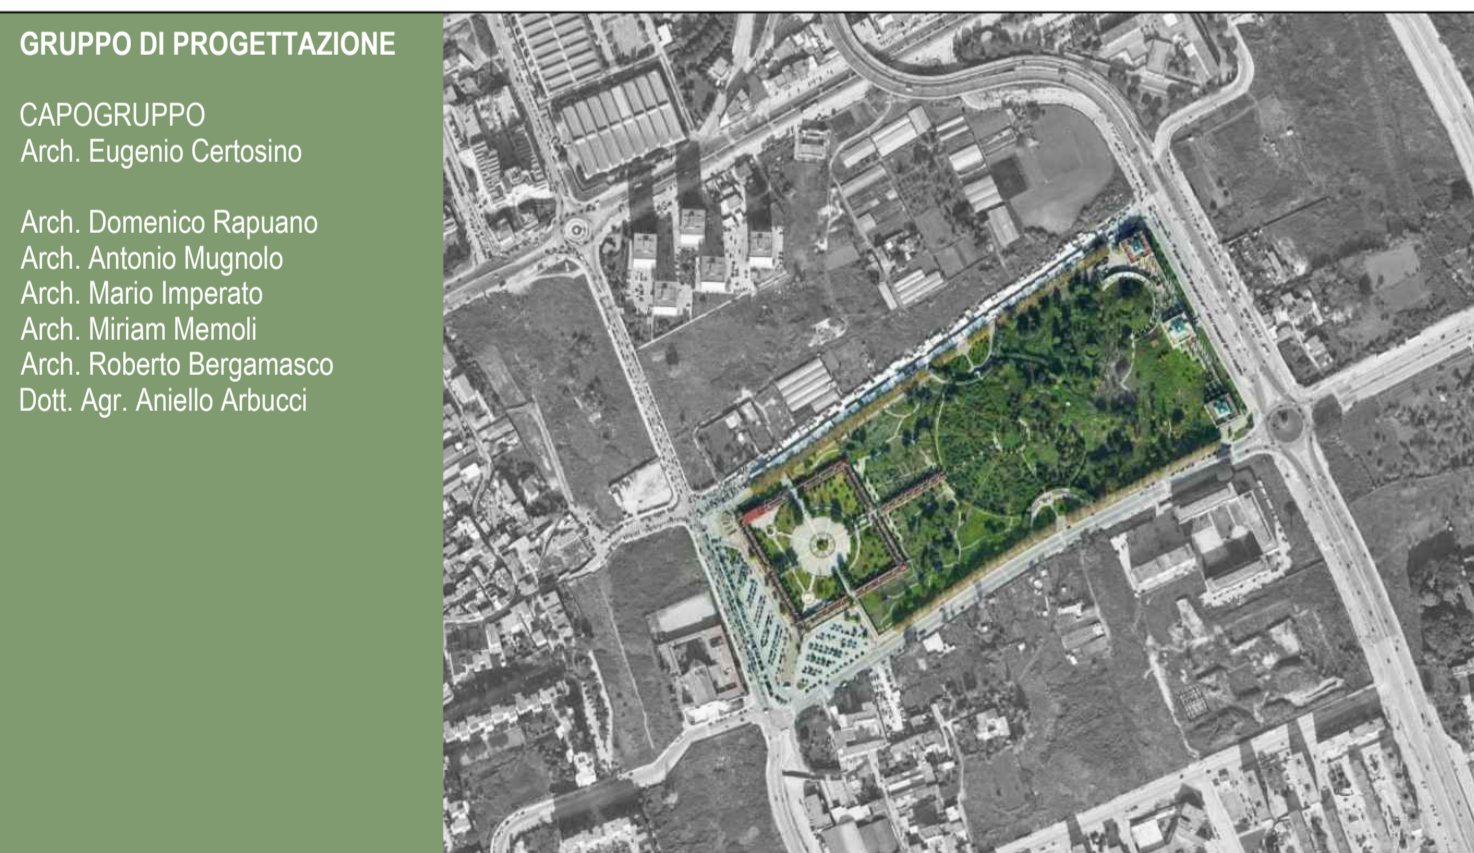 GRUPPO DI PROGETTAZIONE
CAPOGRUPPO
Arch. Eugenio Certosino
Arch. Domenico Rapuano
Arch. Antonio Mugnolo
Arch. Mario Imperato
Arch. Miriam Memoli
Arch. Roberto Bergamasco
Dott. Agr. Aniello Arbucci